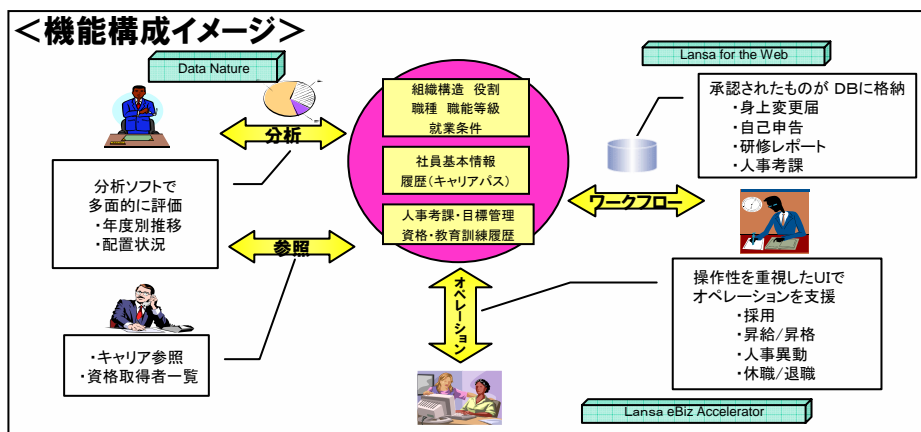 ＜機能構成イメージ＞
Data Nature
Lansa for the Web
組織構造 役割
職種 職能等級
就業条件
社員基本情報
履歴（キャリアパス）
人事考課・目標管理
資格・教育訓練履歴
分析
参照
ワークフロー
オペレーション
分析ソフトで
多面的に評価
・年度別推移
・配置状況
・キャリア参照
・資格取得者一覧
承認されたものが DBに格納
・身上変更届
・自己申告
・研修レポート
・人事考課
操作性を重視したUIで
オペレーションを支援
・採用
・昇給/昇格
・人事異動
・休職/退職
Lansa eBiz Accelerator